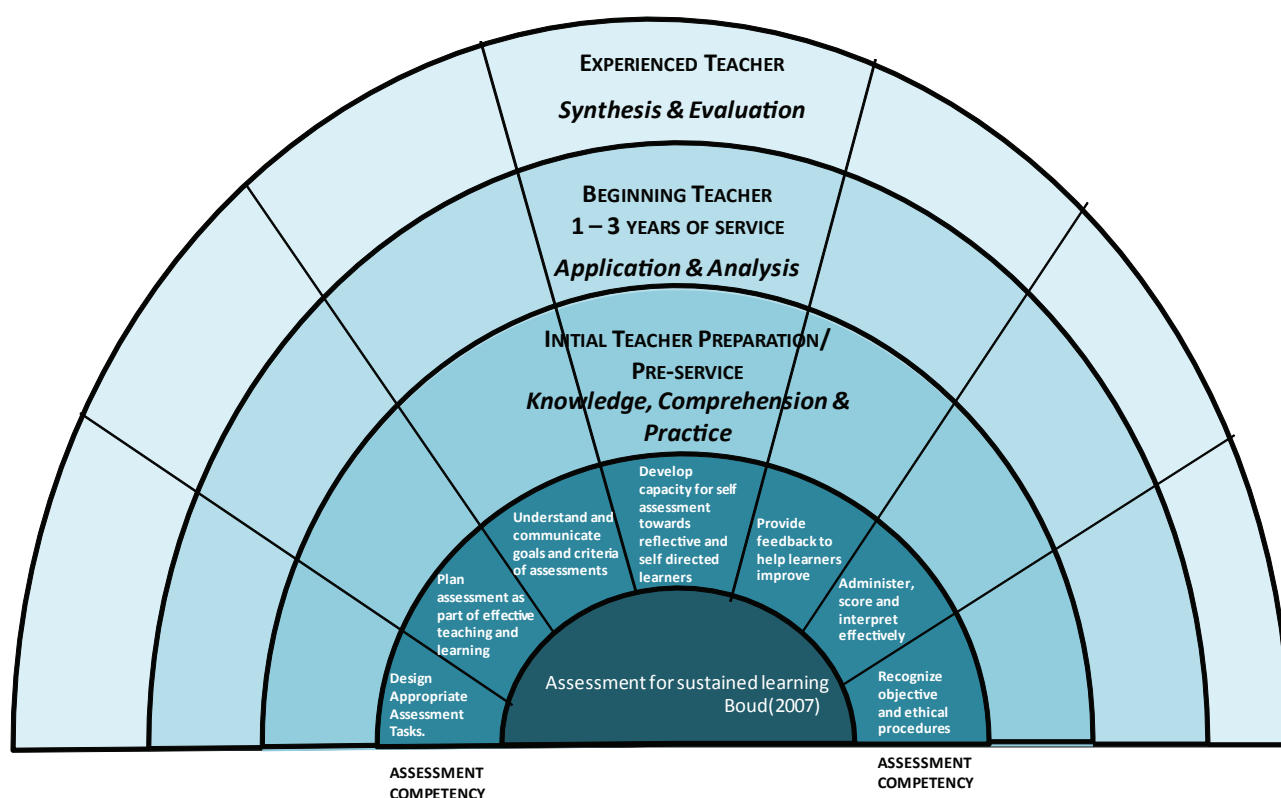 EXPERIENCED TEACHER
Synthesis & Evaluation
BEGINNING TEACHER
1 – 3 YEARS OF SERVICE
Application & Analysis
INITIAL TEACHER PREPARATION/
PRE-SERVICE
Knowledge, Comprehension &
Practice
Design
Appropriate
Assessment
Tasks.
Plan
assessment as
part of effective
teaching and
learning
Understand and
communicate
goals and criteria
of assessments
Develop
capacity for self
assessment
towards
reflective and
self directed
learners
Provide
feedback to
help learners
improve
Administer,
score and
interpret
effectively
Recognize
objective
and ethical
procedures
Assessment for sustained learning
Boud(2007)
ASSESSMENT
COMPETENCY
ASSESSMENT
COMPETENCY